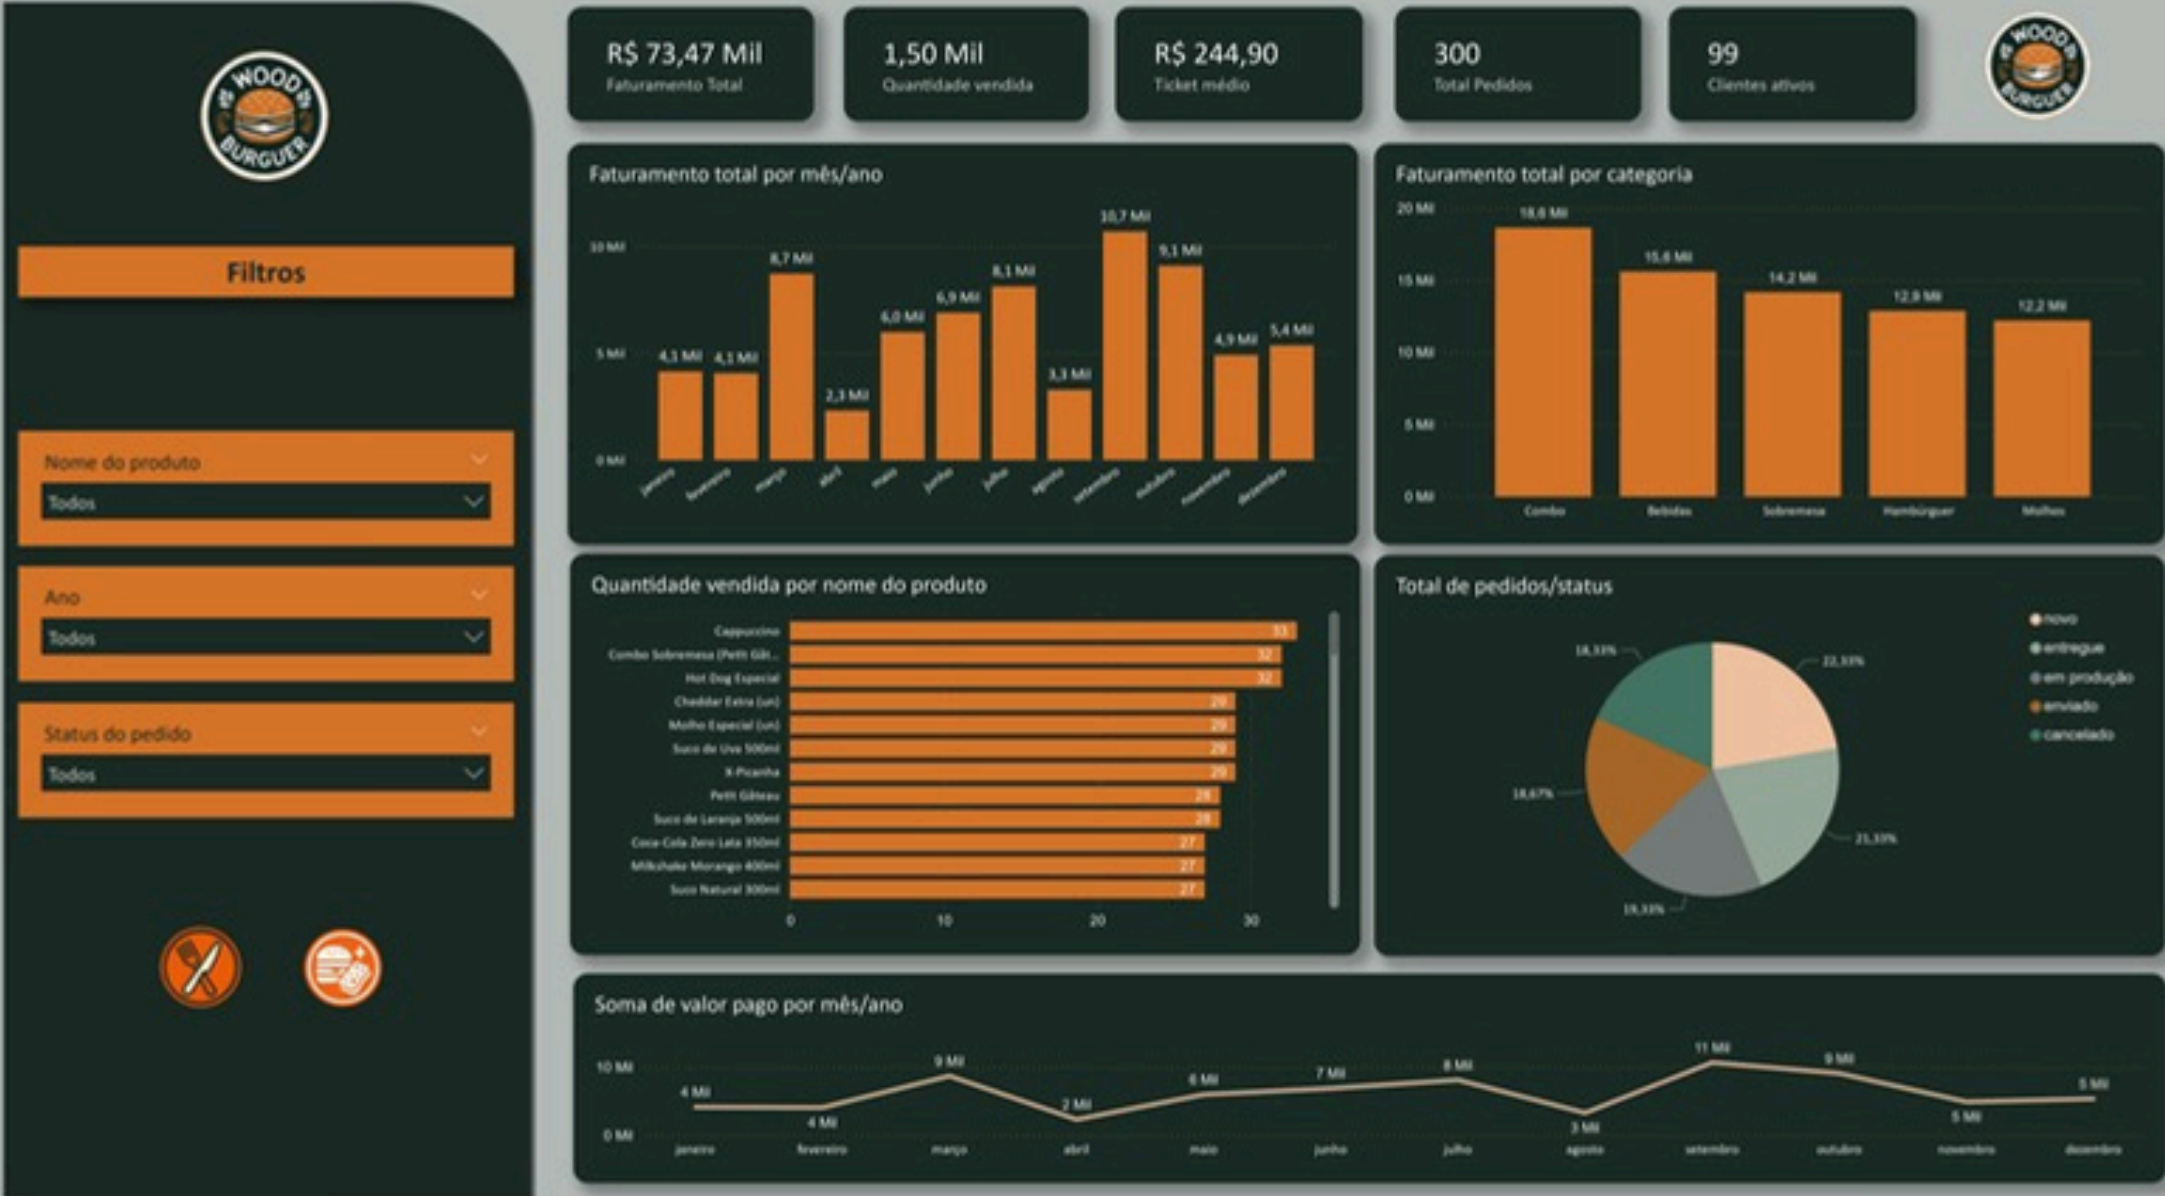 WOOD
BURGUER
Filtros
Nome do produto
Todos
Ano
Todos
Status do pedido
Todos
R$ 73,47 Mil
Faturamento Total
1,50 Mil
Quantidade vendida
R$ 244,90
Ticket médio
300
Total Pedidos
99
Clientes ativos
WOOD
BURGUER
Faturamento total por mês/ano
10 Mil
5 Mil
0 Mil
4,1 Mil
4,1 Mil
8,7 Mil
2,3 Mil
6,0 Mil
6,9 Mil
8,1 Mil
3,3 Mil
10,7 Mil
9,1 Mil
4,9 Mil
5,4 Mil
janeiro
fevereiro
março
abril
maio
junho
julho
agosto
setembro
outubro
novembro
dezembro
Faturamento total por categoria
20 Mil
15 Mil
10 Mil
5 Mil
0 Mil
18,6 Mil
15,6 Mil
14,2 Mil
12,9 Mil
12,2 Mil
Combo
Bebidas
Sobremesa
Hambúrguer
Molhos
Quantidade vendida por nome do produto
Cappuccino 33
Combo Sobremesa (Petit Gât... 32
Hot Dog Especial 32
Cheddar Extra (un) 29
Molho Especial (un) 29
Suco de Uva 500ml 29
X-Picanha 29
Petit Gâteau 28
Suco de Laranja 500ml 28
Coca-Cola Zero Lata 350ml 27
Milkshake Morango 400ml 27
Suco Natural 300ml 27
0 10 20 30
Total de pedidos/status
22,33%
21,33%
19,33%
18,67%
18,33%
novo
entregue
em produção
enviado
cancelado
Soma de valor pago por mês/ano
10 Mil
0 Mil
4 Mil
4 Mil
9 Mil
2 Mil
6 Mil
7 Mil
8 Mil
3 Mil
11 Mil
9 Mil
5 Mil
5 Mil
janeiro
fevereiro
março
abril
maio
junho
julho
agosto
setembro
outubro
novembro
dezembro